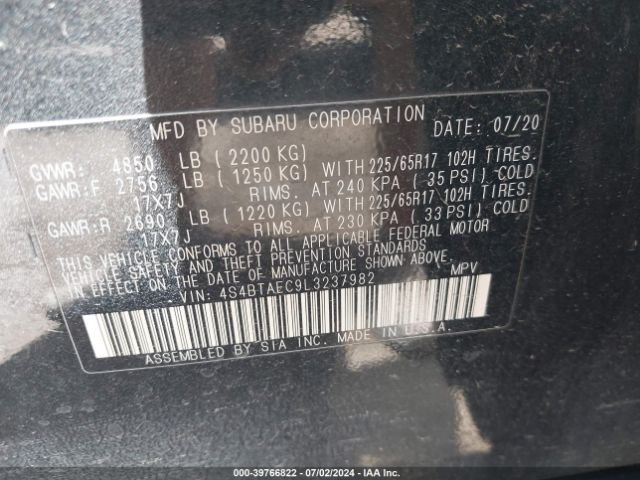 MFD BY SUBARU CORPORATION DATE: 07/20
GVWR: 4850 LB ( 2200 KG)
GAWR:F 2756 LB ( 1250 KG) WITH 225/65R17 102H TIRES.
17X7J RIMS. AT 240 KPA ( 35 PSI) COLD
GAWR:R 2690 LB ( 1220 KG) WITH 225/65R17 102H TIRES.
17X7J RIMS. AT 230 KPA ( 33 PSI) COLD
THIS VEHICLE CONFORMS TO ALL APPLICABLE FEDERAL MOTOR
VEHICLE SAFETY AND THEFT PREVENTION STANDARDS
IN EFFECT ON THE DATE OF MANUFACTURE SHOWN ABOVE.
VIN: 4S4BTAEC9L3237982 MPV
ASSEMBLED BY SIA INC. MADE IN U.S.A.
000-39766822 - 07/02/2024 - IAA